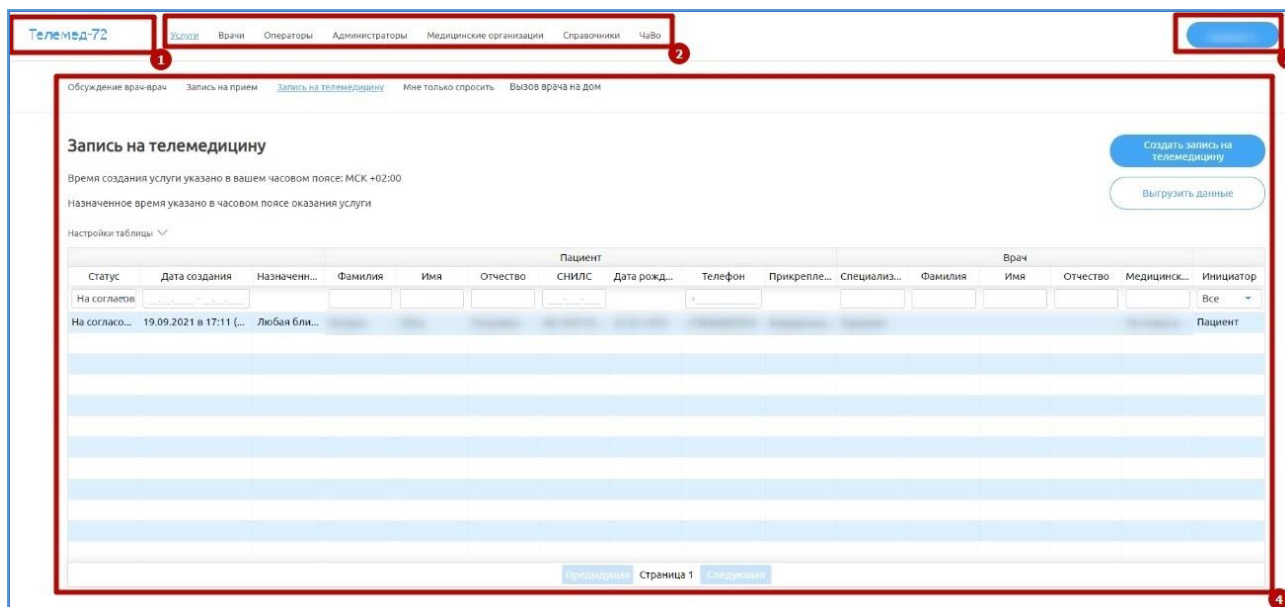 Телемед-72
Услуги Врачи Операторы Администраторы Медицинские организации Справочники ЧаВо
1
2
Обсуждение врач-врач Запись на прием Запись на телемедицину Мне только спросить Вызов врача на дом
Запись на телемедицину
Создать запись на
телемедицину
Время создания услуги указано в вашем часовом поясе: МСК +02:00
Выгрузить данные
Назначенное время указано в часовом поясе оказания услуги
Настройки таблицы
Пациент Врач
Статус Дата создания Назначенн... Фамилия Имя Отчество СНИЛС Дата рожд... Телефон Прикрепле... Специализ... Фамилия Имя Отчество Медицинск... Инициатор
На согласов Все
На согласо... 19.09.2021 в 17:11 (... Любая бли... Пациент
Предыдущая Страница 1 Следующая
4